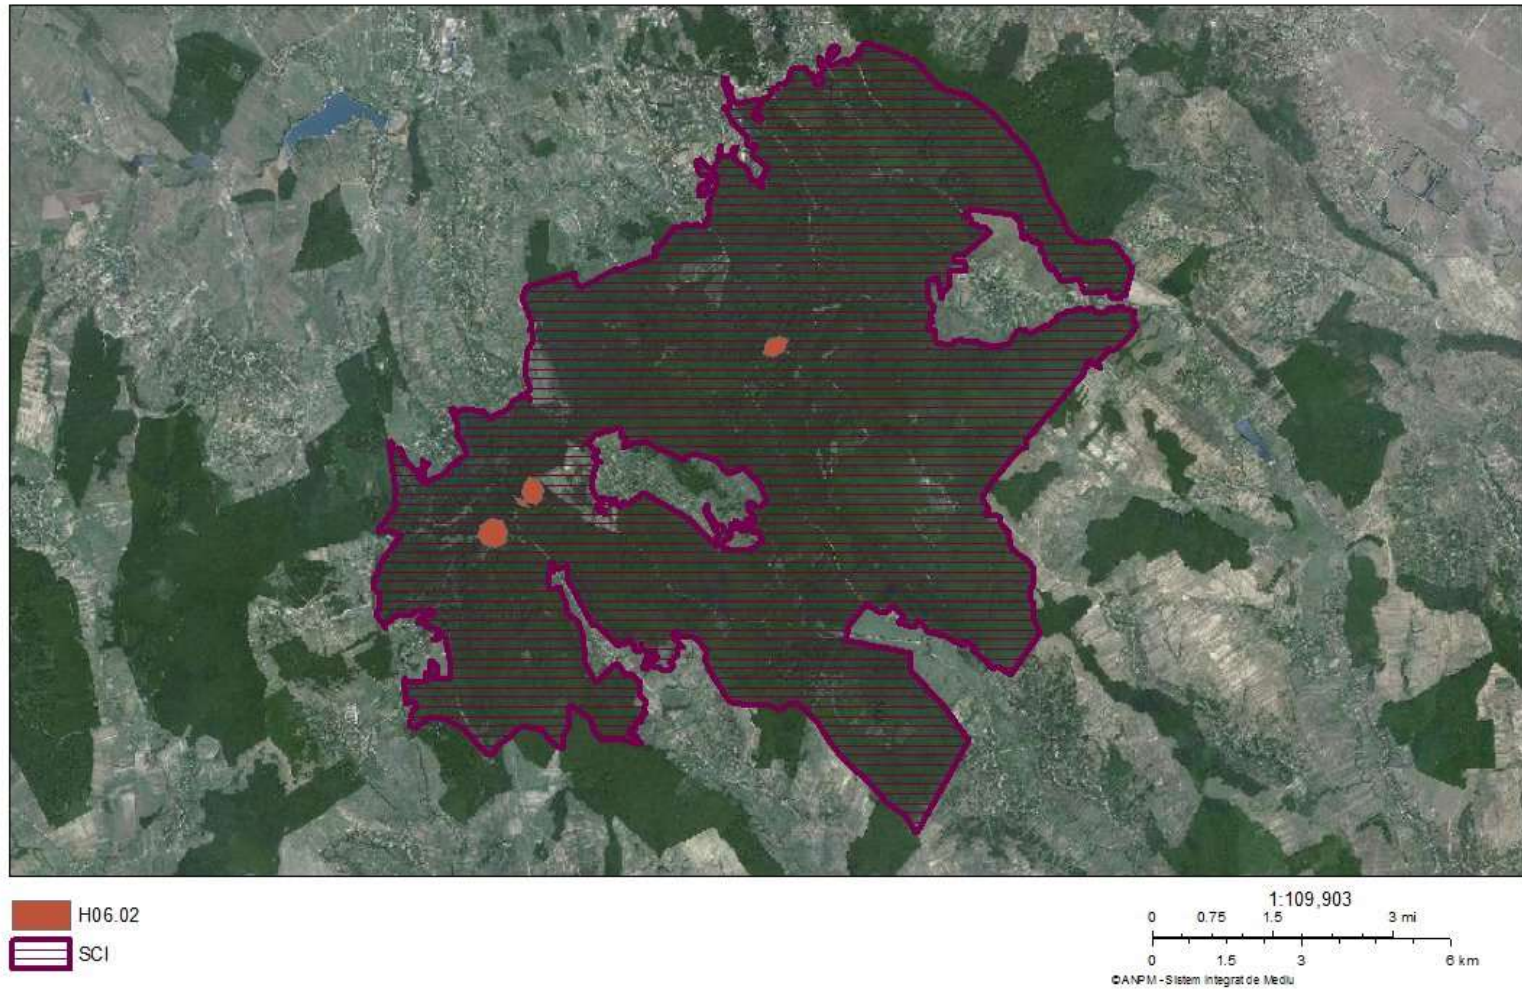 H06.02
SCI
1:109,903
0 0.75 1.5 3 mi
0 1.5 3 6 km
©ANPM - Sistem Integrat de Mediu